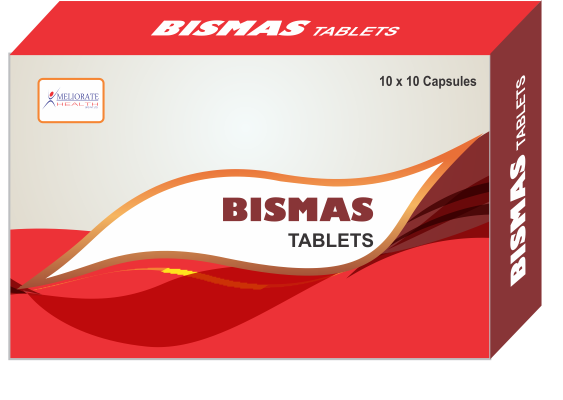 BISMAS TABLETS
10 x 10 Capsules
MELIORATE
HEALTH
BISMAS
TABLETS
BISMAS TABLETS